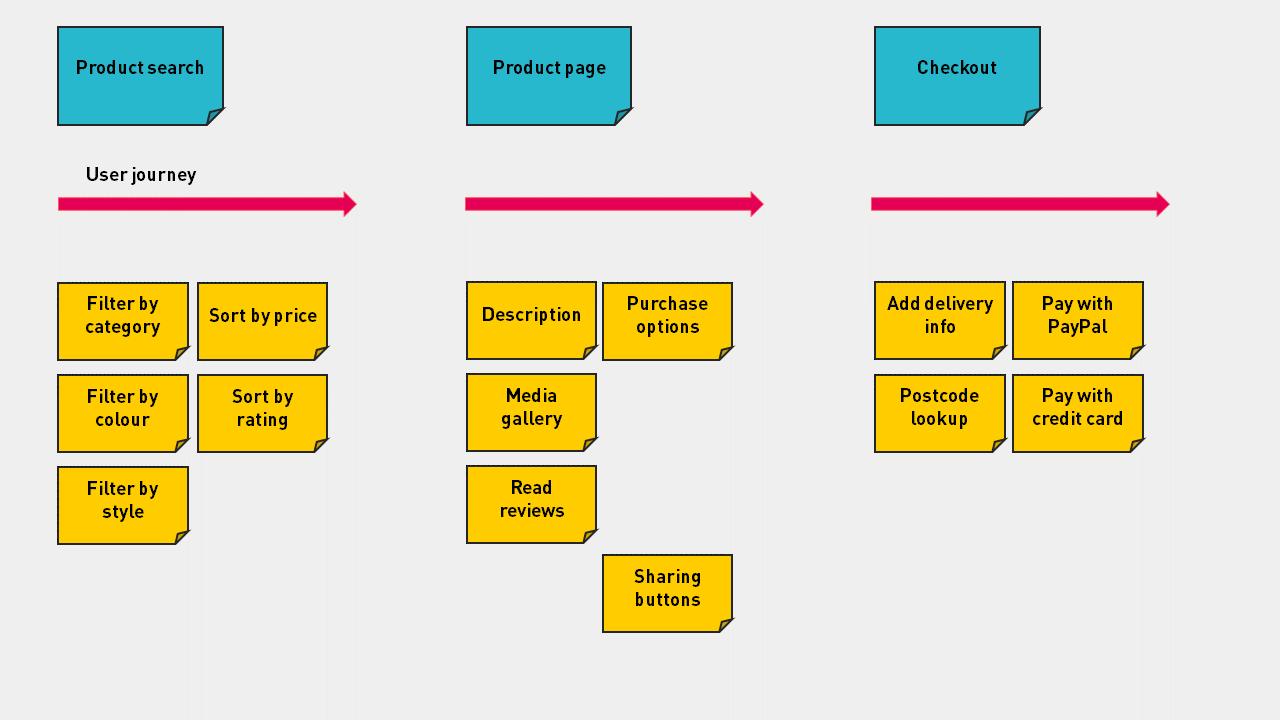 Product search
Product page
Checkout
User journey
Filter by
category
Sort by price
Filter by
colour
Sort by
rating
Filter by
style
Description
Purchase
options
Media
gallery
Read
reviews
Sharing
buttons
Add delivery
info
Pay with
PayPal
Postcode
lookup
Pay with
credit card